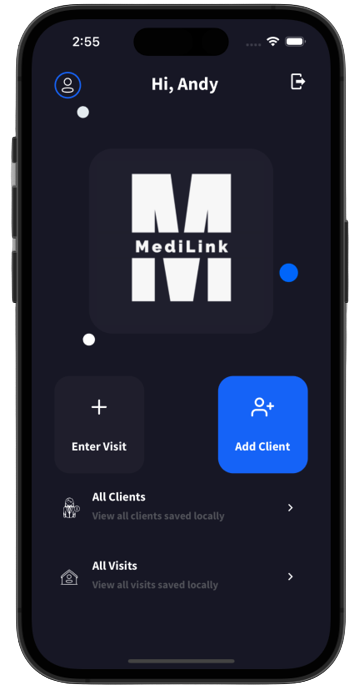 2:55
Hi, Andy
MediLink
Enter Visit
Add Client
All Clients
View all clients saved locally
All Visits
View all visits saved locally